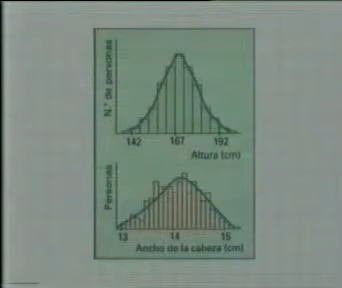 N.° de personas
142 167 192
Altura (cm)
Personas
13 14 15
Ancho de la cabeza (cm)